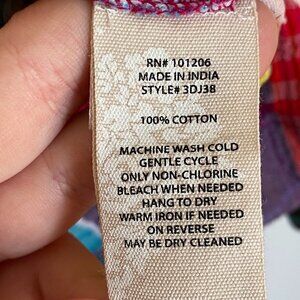 RN# 101206
MADE IN INDIA
STYLE# 3DJ38
100% COTTON
MACHINE WASH COLD
GENTLE CYCLE
ONLY NON-CHLORINE
BLEACH WHEN NEEDED
HANG TO DRY
WARM IRON IF NEEDED
ON REVERSE
MAY BE DRY CLEANED